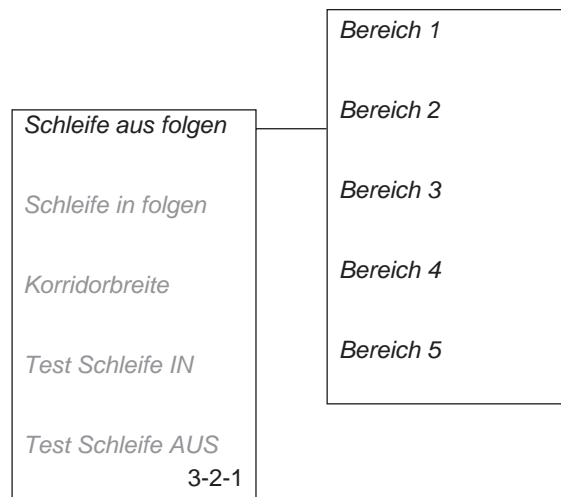 Schleife aus folgen
Schleife in folgen
Korridorbreite
Test Schleife IN
Test Schleife AUS
3-2-1
Bereich 1
Bereich 2
Bereich 3
Bereich 4
Bereich 5